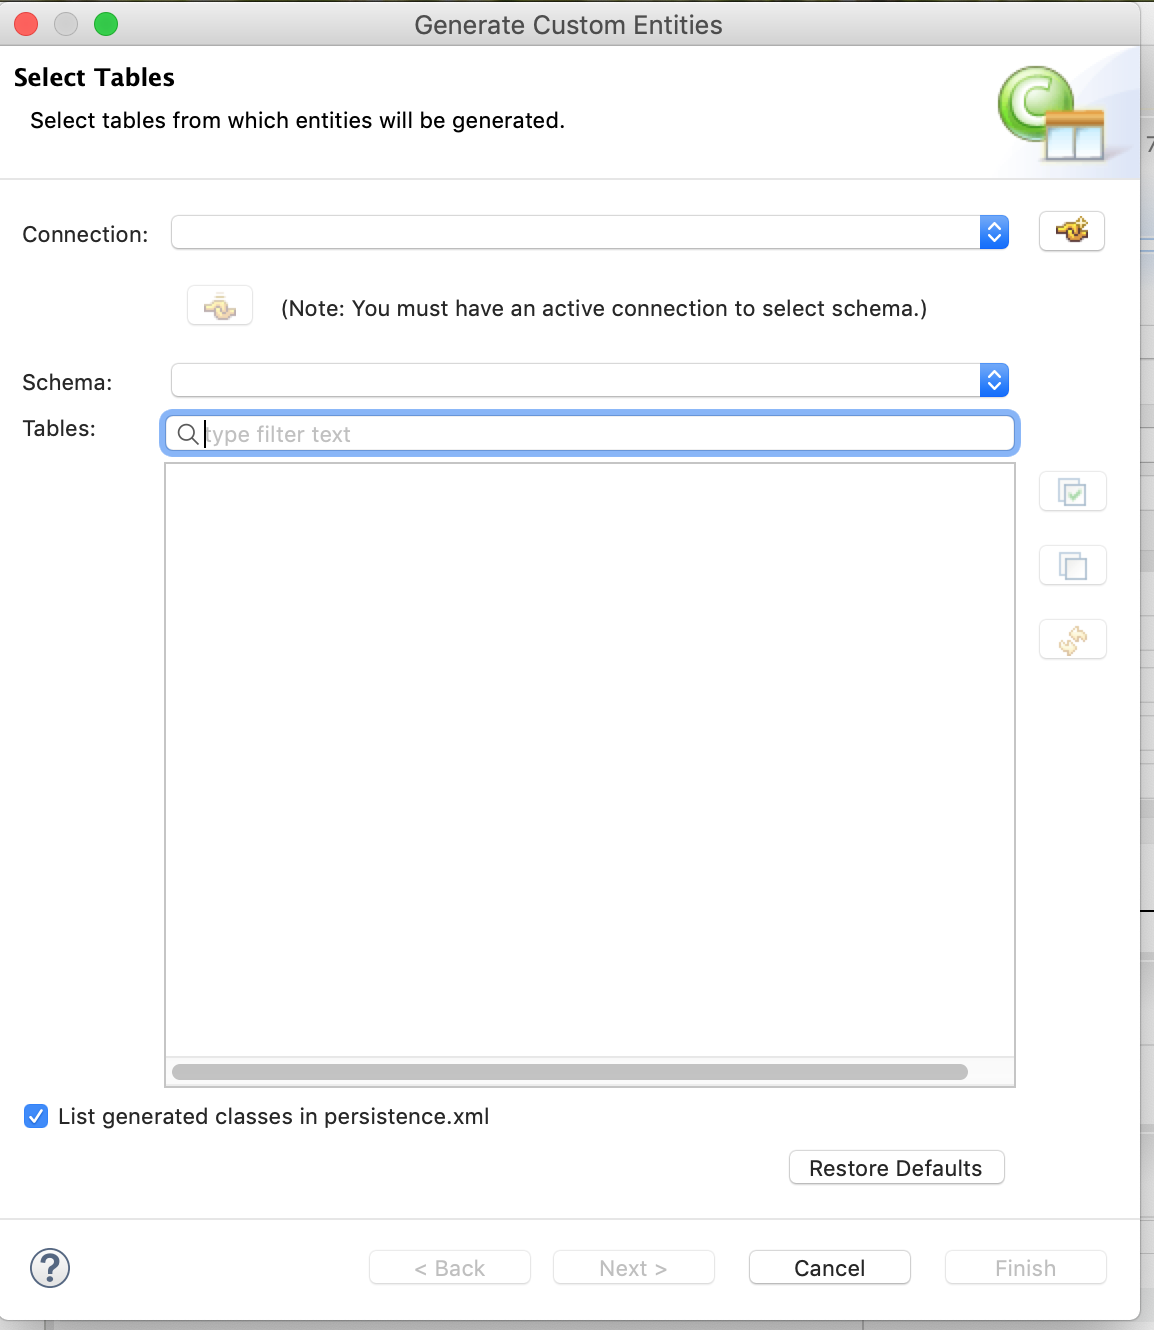 Generate Custom Entities
Select Tables
Select tables from which entities will be generated.
Connection:
(Note: You must have an active connection to select schema.)
Schema:
Tables:
type filter text
List generated classes in persistence.xml
Restore Defaults
?
< Back
Next >
Cancel
Finish